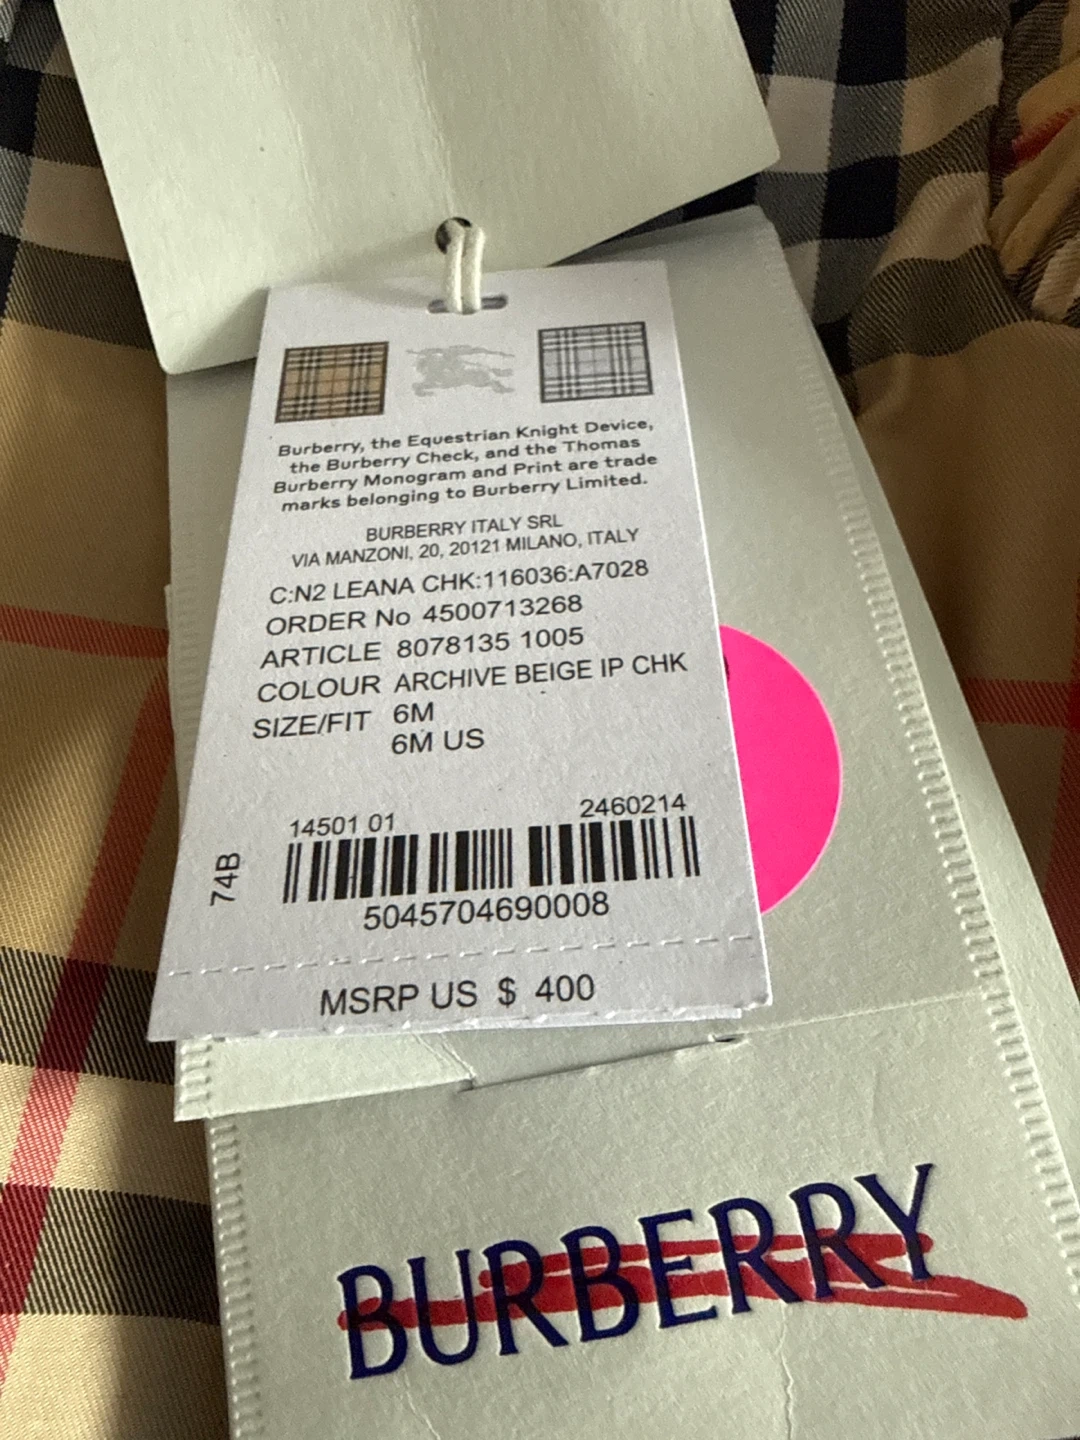 Burberry, the Equestrian Knight Device,
the Burberry Check, and the Thomas
Burberry Monogram and Print are trade
marks belonging to Burberry Limited.
BURBERRY ITALY SRL
VIA MANZONI, 20, 20121 MILANO, ITALY
C:N2 LEANA CHK:116036:A7028
ORDER No 4500713268
ARTICLE 8078135 1005
COLOUR ARCHIVE BEIGE IP CHK
SIZE/FIT 6M
6M US
14501 01 2460214
74B
5045704690008
MSRP US $ 400
BURBERRY